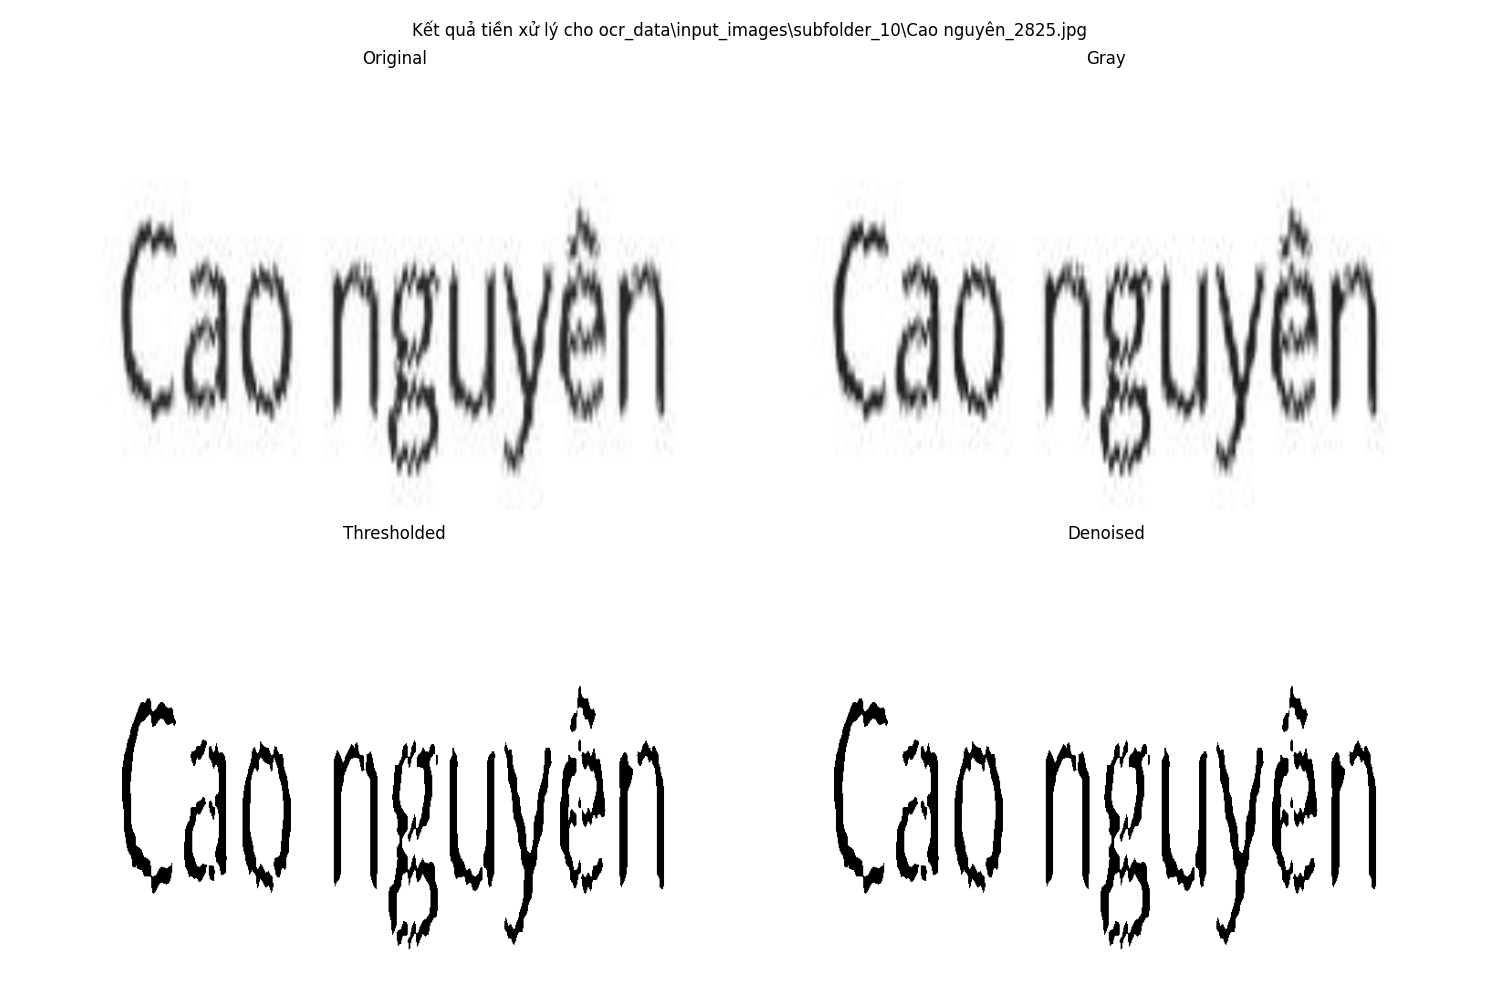 Kết quả tiền xử lý cho ocr_data\input_images\subfolder_10\Cao nguyên_2825.jpg
Original
Gray
Cao nguyên
Cao nguyên
Thresholded
Denoised
Cao nguyên
Cao nguyên